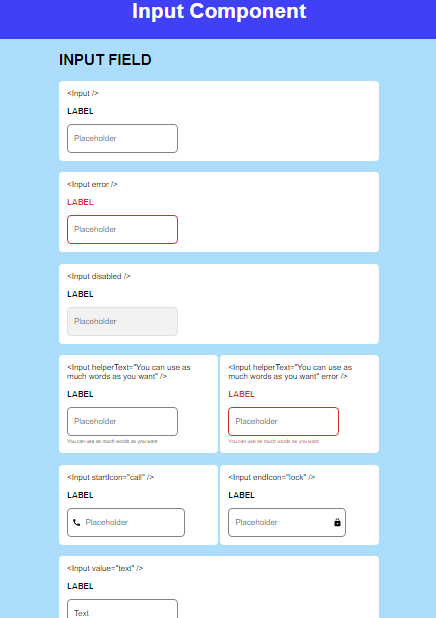 Input Component
INPUT FIELD
<Input />
LABEL
Placeholder
<Input error />
LABEL
Placeholder
<Input disabled />
LABEL
Placeholder
<Input helperText="You can use as
much words as you want" />
LABEL
Placeholder
You can use as much words as you want
<Input helperText="You can use as
much words as you want" error />
LABEL
Placeholder
You can use as much words as you want
<Input startIcon="call" />
LABEL
Placeholder
<Input endIcon="lock" />
LABEL
Placeholder
<Input value="text" />
LABEL
Text